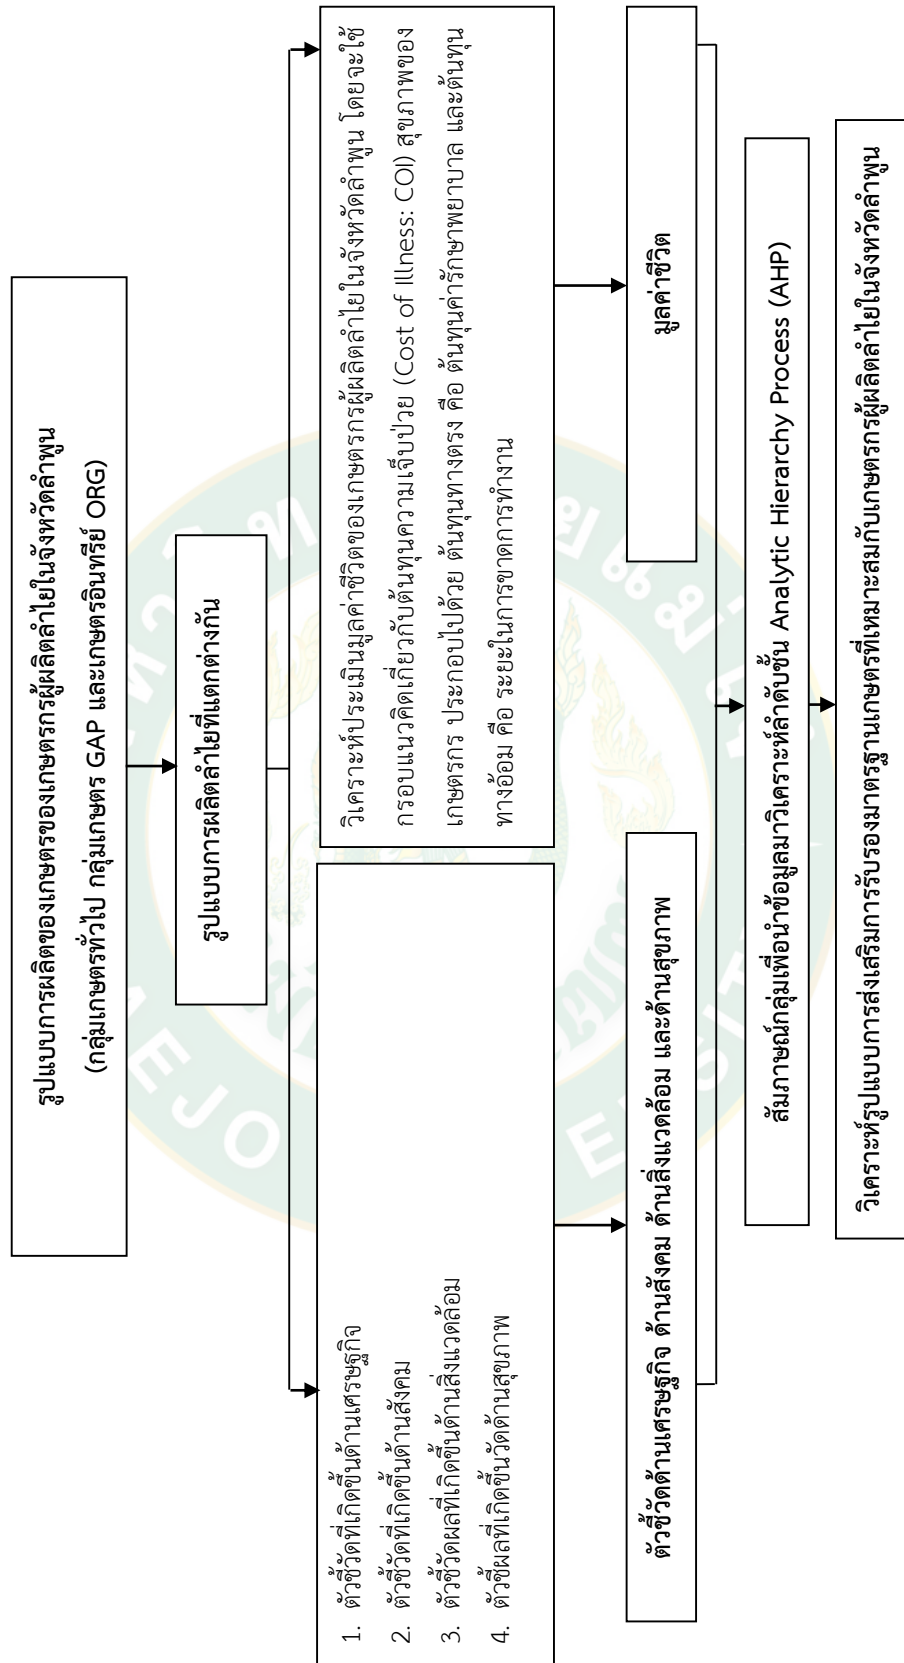 รูปแบบการผลิตของเกษตรของเกษตรกรผู้ผลิตลำไยในจังหวัดลำพูน
(กลุ่มเกษตรทั่วไป กลุ่มเกษตร GAP และเกษตรอินทรีย์ ORG)
รูปแบบการผลิตลำไยที่แตกต่างกัน
1. ตัวชี้วัดที่เกิดขึ้นด้านเศรษฐกิจ
2. ตัวชี้วัดที่เกิดขึ้นด้านสังคม
3. ตัวชี้วัดผลที่เกิดขึ้นด้านสิ่งแวดล้อม
4. ตัวชี้ผลที่เกิดขึ้นวัดด้านสุขภาพ
วิเคราะห์ประเมินมูลค่าชีวิตของเกษตรกรผู้ผลิตลำไยในจังหวัดลำพูน โดยจะใช้
กรอบแนวคิดเกี่ยวกับต้นทุนความเจ็บป่วย (Cost of Illness: COI) สุขภาพของ
เกษตรกร ประกอบไปด้วย ต้นทุนทางตรง คือ ต้นทุนค่ารักษาพยาบาล และต้นทุน
ทางอ้อม คือ ระยะในการขาดการทำงาน
ตัวชี้วัดด้านเศรษฐกิจ ด้านสังคม ด้านสิ่งแวดล้อม และด้านสุขภาพ
มูลค่าชีวิต
สัมภาษณ์กลุ่มเพื่อนำข้อมูลมาวิเคราะห์ลำดับชั้น Analytic Hierarchy Process (AHP)
วิเคราะห์รูปแบบการส่งเสริมการรับรองมาตรฐานเกษตรที่เหมาะสมกับเกษตรกรผู้ผลิตลำไยในจังหวัดลำพูน